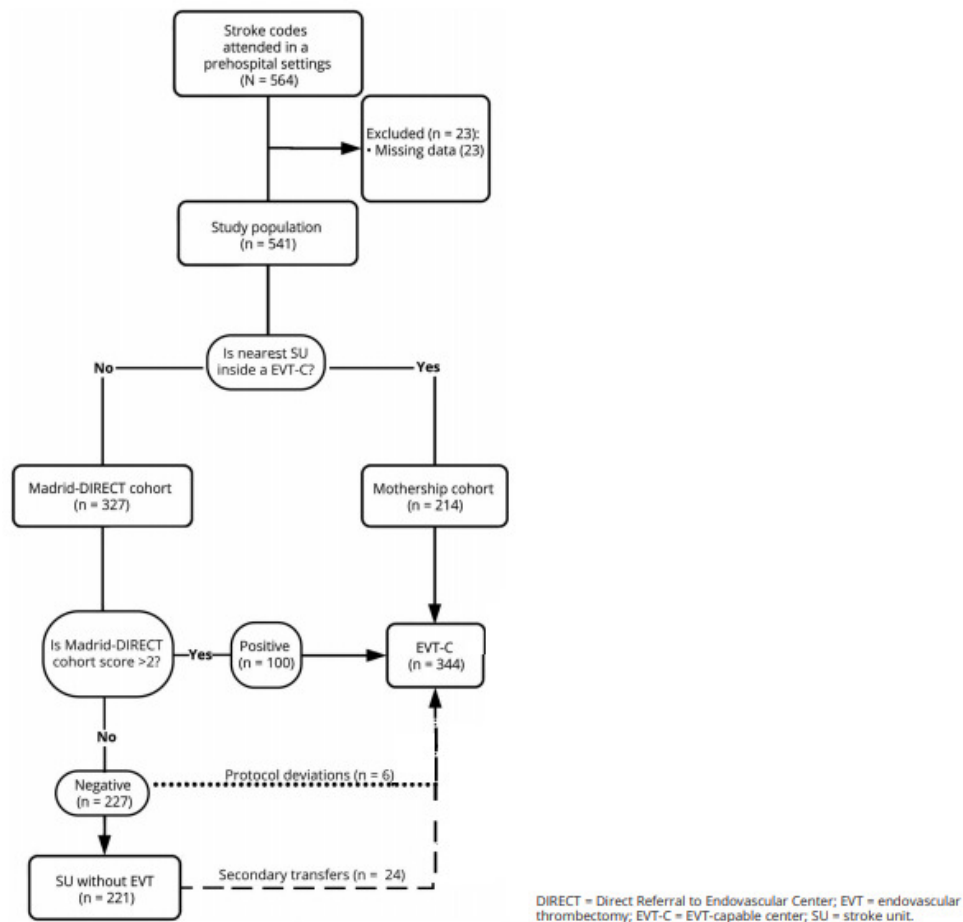 Stroke codes
attended in a
prehospital settings
(N = 564)
Excluded (n = 23):
• Missing data (23)
Study population
(n = 541)
Is nearest SU
inside a EVT-C?
No
Yes
Madrid-DIRECT cohort
(n = 327)
Mothership cohort
(n = 214)
Is Madrid-DIRECT
cohort score >2?
Yes
Positive
(n = 100)
EVT-C
(n = 344)
No
Protocol deviations (n = 6)
Negative
(n = 227)
SU without EVT
(n = 221)
Secondary transfers (n = 24)
DIRECT = Direct Referral to Endovascular Center; EVT = endovascular
thrombectomy; EVT-C = EVT-capable center; SU = stroke unit.